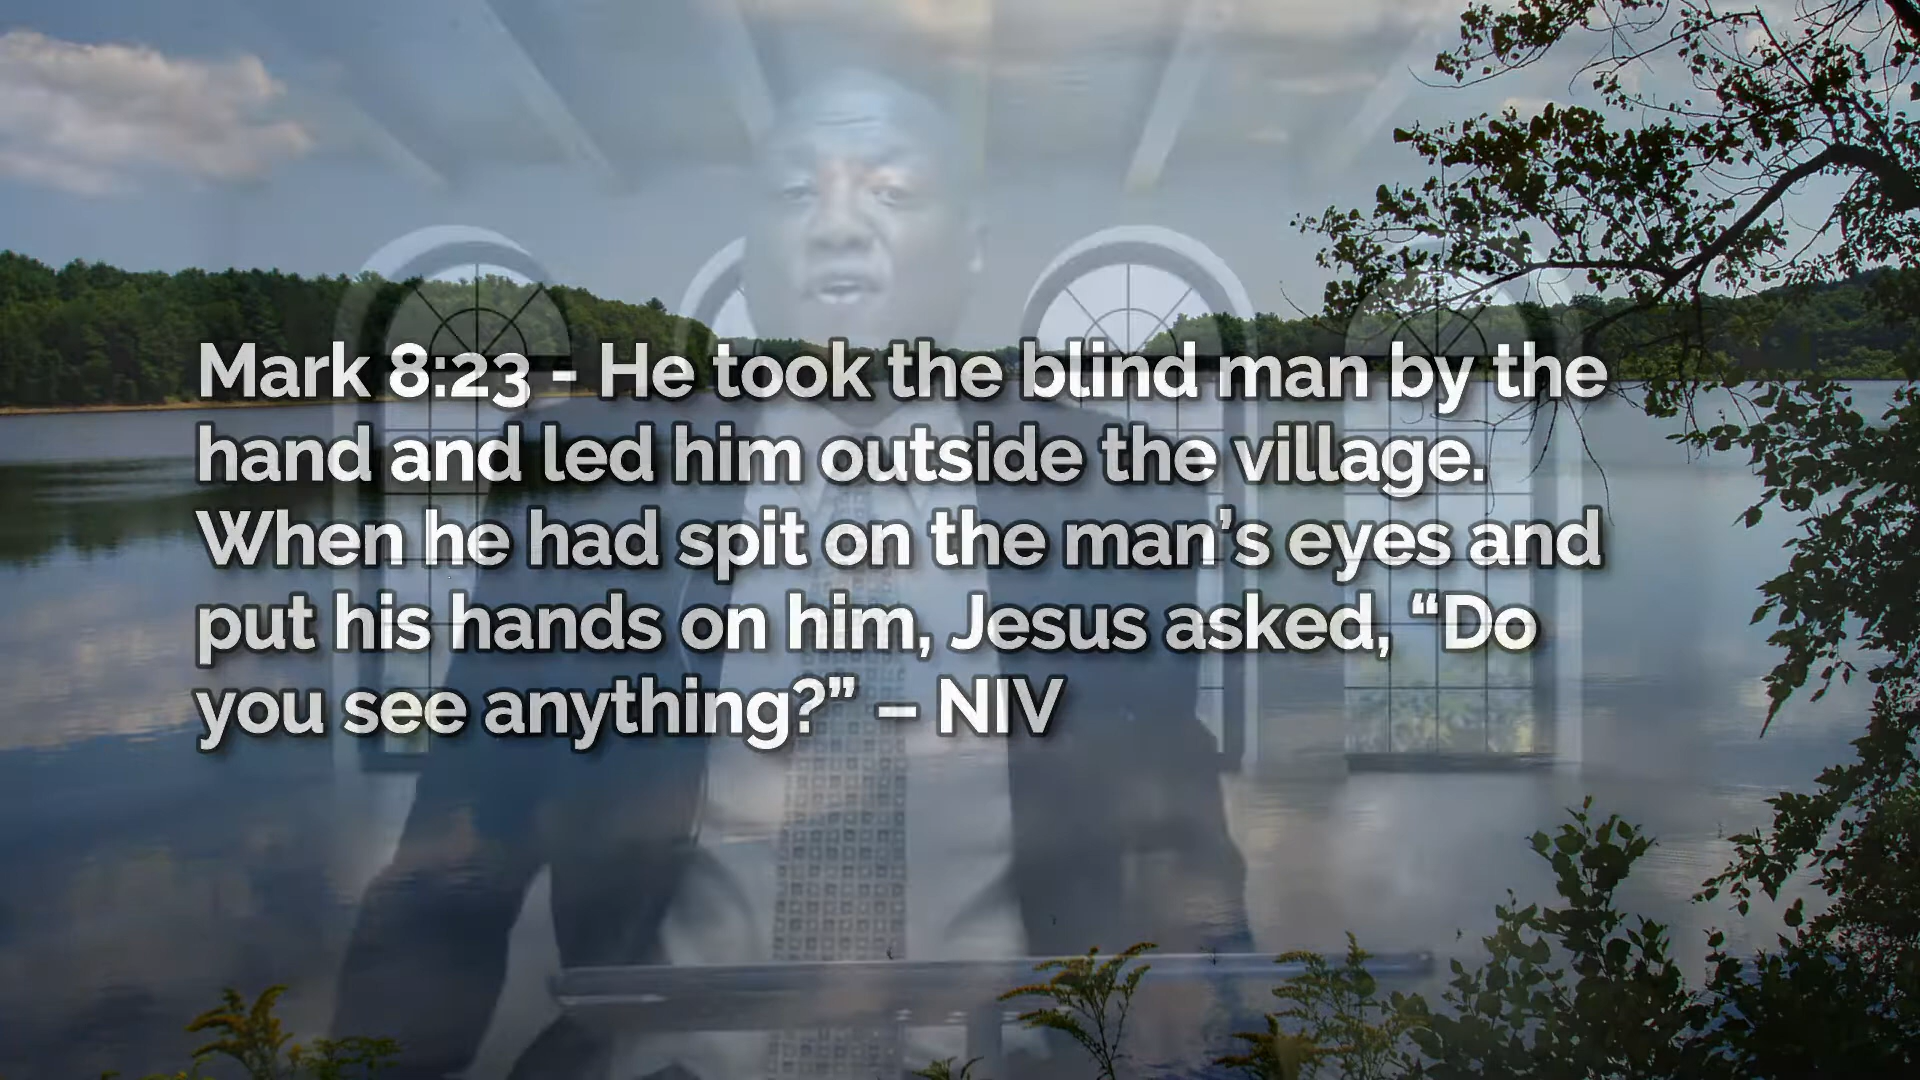 Mark 8:23 - He took the blind man by the
hand and led him outside the village.
When he had spit on the man’s eyes and
put his hands on him, Jesus asked, “Do
you see anything?” – NIV